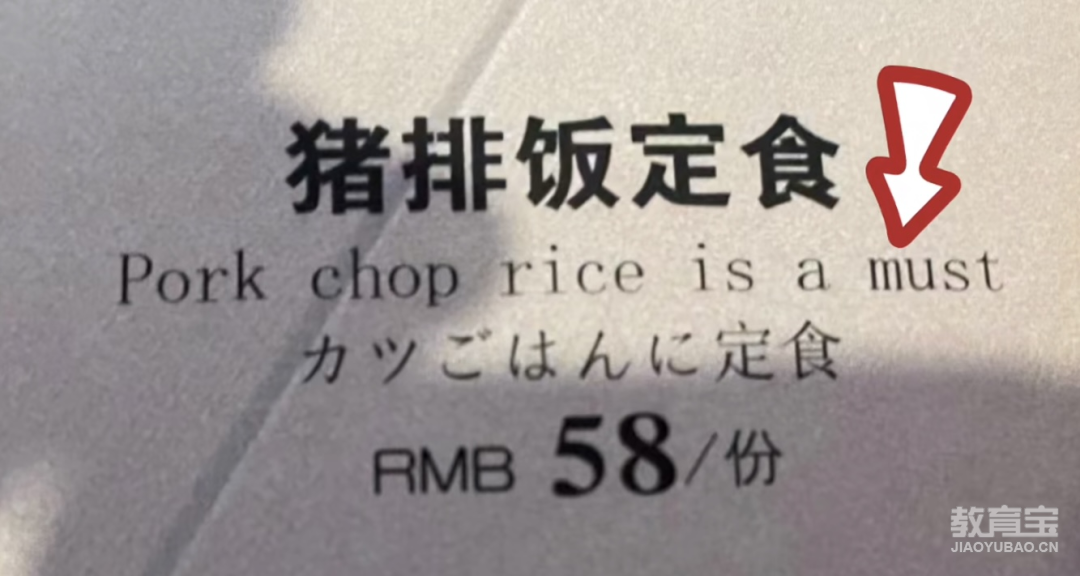 猪排饭定食
Pork chop rice is a must
カツごはんに定食
RMB 58/份
教育宝
JIAOYUBAO.CN